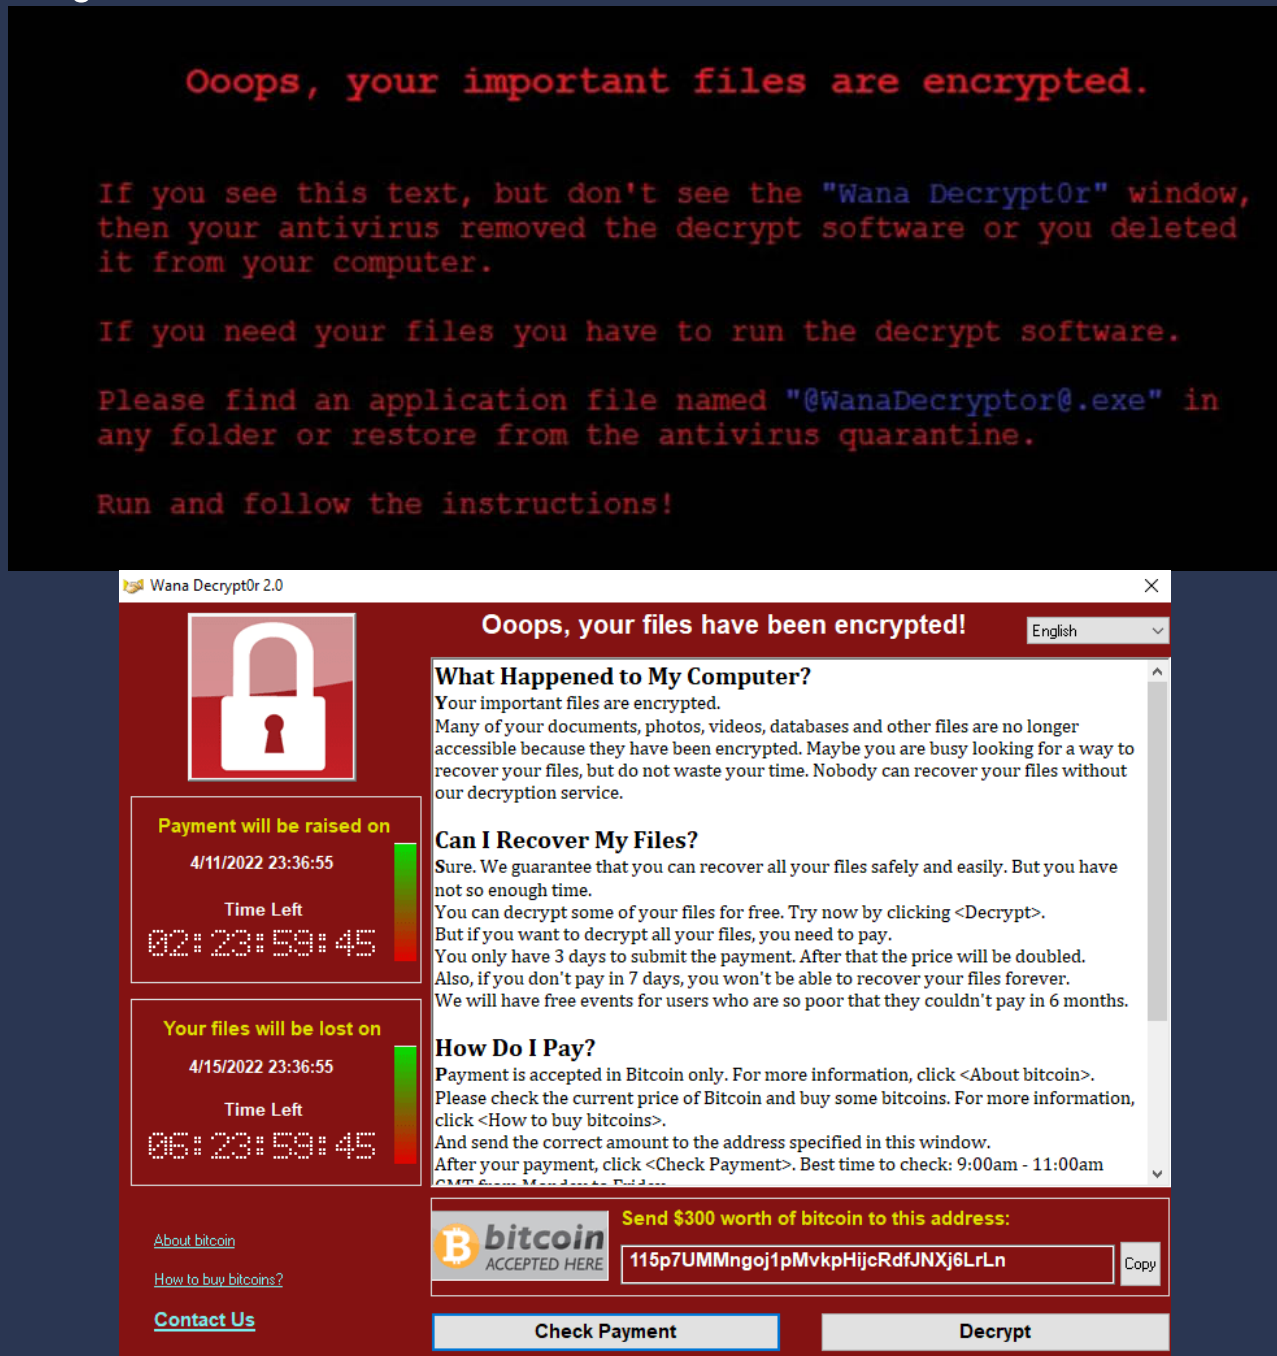 Ooops, your important files are encrypted.
If you see this text, but don't see the "Wana Decrypt0r" window,
then your antivirus removed the decrypt software or you deleted
it from your computer.
If you need your files you have to run the decrypt software.
Please find an application file named "@WanaDecryptor@.exe" in
any folder or restore from the antivirus quarantine.
Run and follow the instructions!
Wana Decrypt0r 2.0
Ooops, your files have been encrypted!
English
Payment will be raised on
4/11/2022 23:36:55
Time Left
02:23:59:45
Your files will be lost on
4/15/2022 23:36:55
Time Left
06:23:59:45
About bitcoin
How to buy bitcoins?
Contact Us
What Happened to My Computer?
Your important files are encrypted.
Many of your documents, photos, videos, databases and other files are no longer
accessible because they have been encrypted. Maybe you are busy looking for a way to
recover your files, but do not waste your time. Nobody can recover your files without
our decryption service.
Can I Recover My Files?
Sure. We guarantee that you can recover all your files safely and easily. But you have
not so enough time.
You can decrypt some of your files for free. Try now by clicking <Decrypt>.
But if you want to decrypt all your files, you need to pay.
You only have 3 days to submit the payment. After that the price will be doubled.
Also, if you don't pay in 7 days, you won't be able to recover your files forever.
We will have free events for users who are so poor that they couldn't pay in 6 months.
How Do I Pay?
Payment is accepted in Bitcoin only. For more information, click <About bitcoin>.
Please check the current price of Bitcoin and buy some bitcoins. For more information,
click <How to buy bitcoins>.
And send the correct amount to the address specified in this window.
After your payment, click <Check Payment>. Best time to check: 9:00am - 11:00am
GMT from Monday to Friday.
bitcoin
ACCEPTED HERE
Send $300 worth of bitcoin to this address:
115p7UMMngoj1pMvkpHijcRdfJNXj6LrLn
Copy
Check Payment
Decrypt